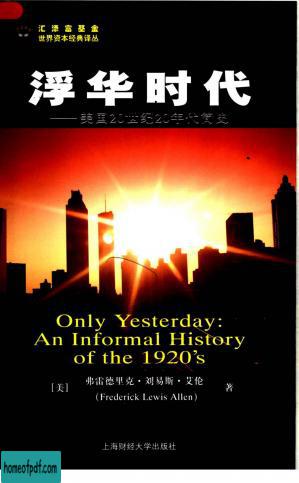 汇添富基金
世界资本经典译丛
浮华时代
——美国20世纪20年代简史
Only Yesterday:
An Informal History
of the 1920's
[美] 弗雷德里克·刘易斯·艾伦 著
(Frederick Lewis Allen)
上海财经大学出版社
homeofpdf.com